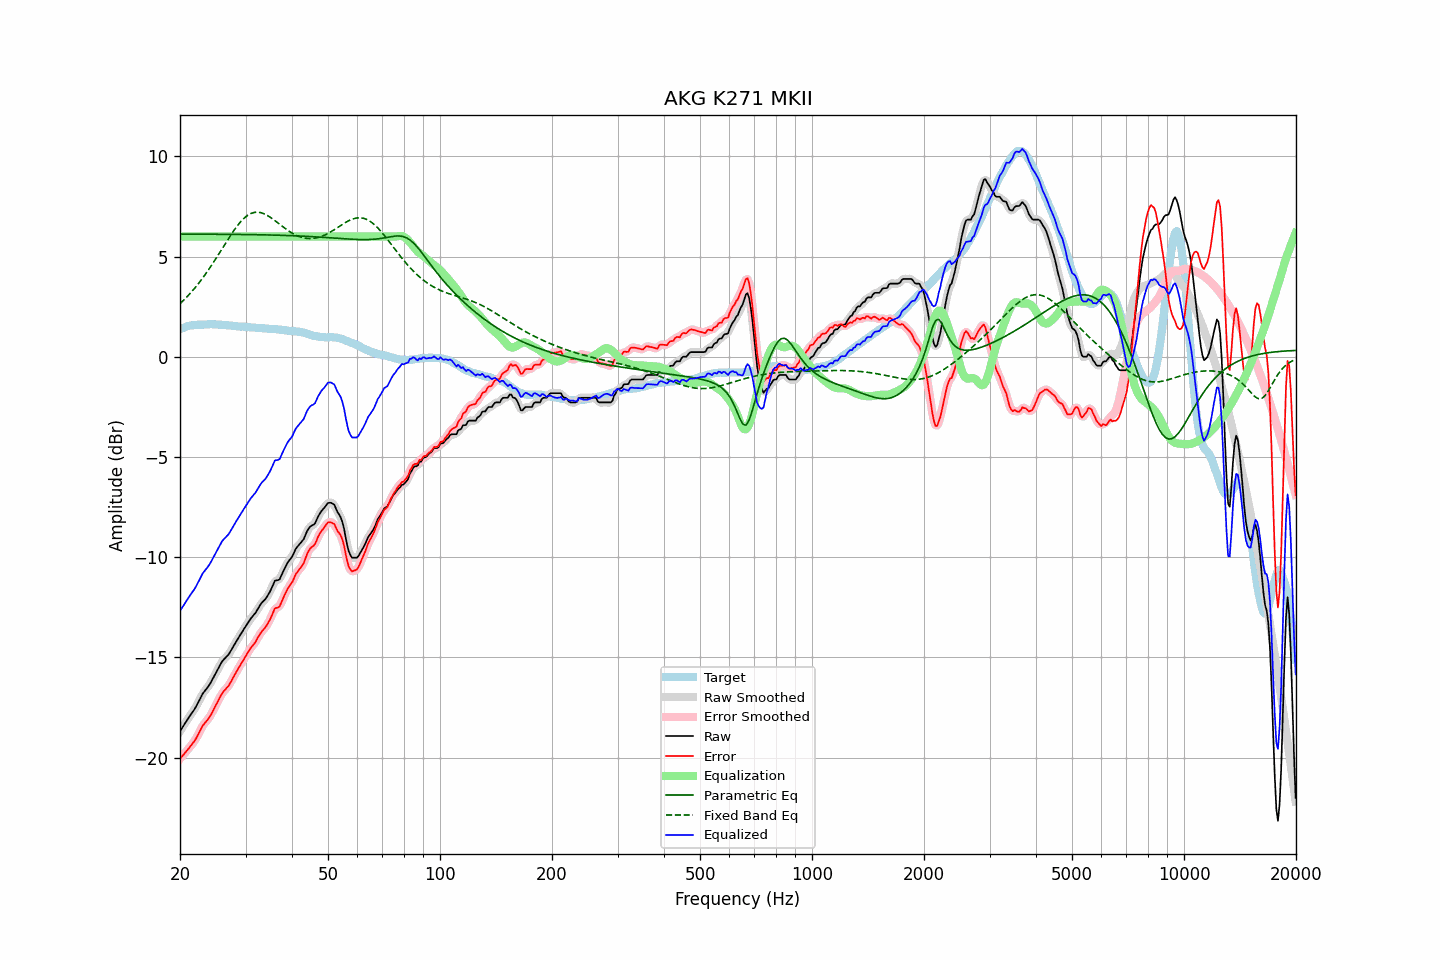 AKG K271 MKII
Amplitude (dBr)
10
5
0
−5
−10
−15
−20
Target
Raw Smoothed
Error Smoothed
Raw
Error
Equalization
Parametric Eq
Fixed Band Eq
Equalized
20 50 100 200 500 1000 2000 5000 10000 20000
Frequency (Hz)